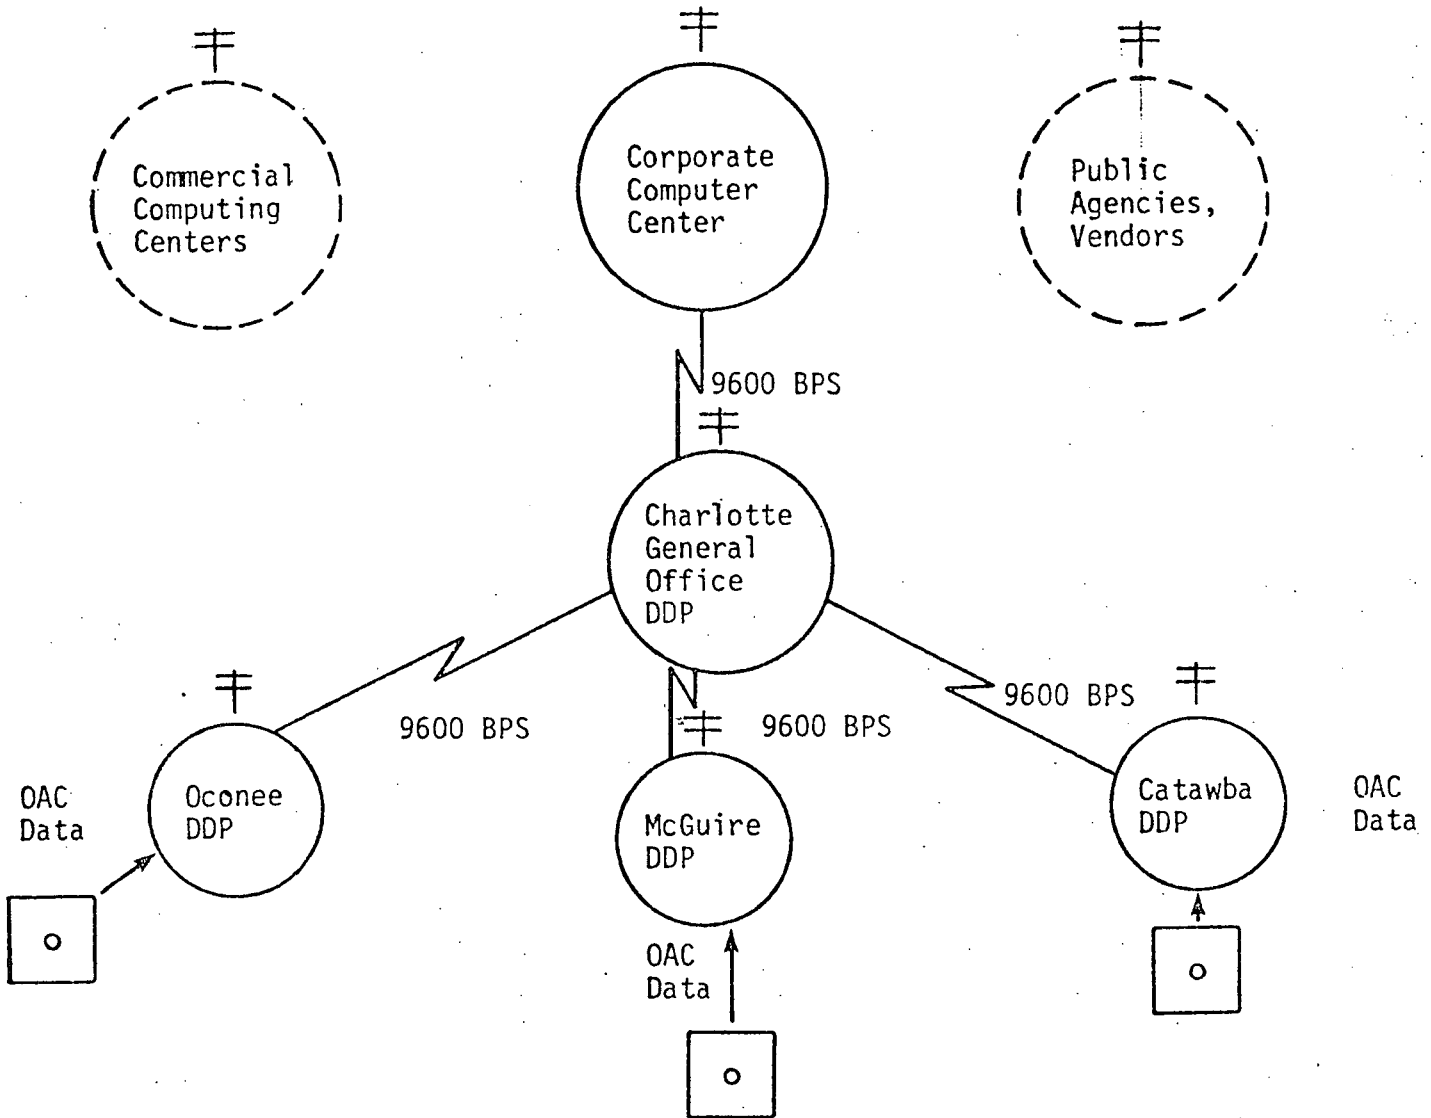 Commercial
Computing
Centers
Corporate
Computer
Center
Public
Agencies,
Vendors
9600 BPS
Charlotte
General
Office
DDP
9600 BPS
9600 BPS
9600 BPS
OAC
Data
Oconee
DDP
McGuire
DDP
Catawba
DDP
OAC
Data
OAC
Data